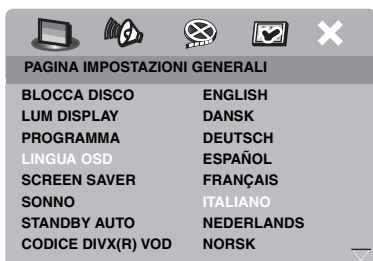 PAGINA IMPOSTAZIONI GENERALI
BLOCCA DISCO ENGLISH
LUM DISPLAY DANSK
PROGRAMMA DEUTSCH
LINGUA OSD ESPAÑOL
SCREEN SAVER FRANÇAIS
SONNO ITALIANO
STANDBY AUTO NEDERLANDS
CODICE DIVX(R) VOD NORSK